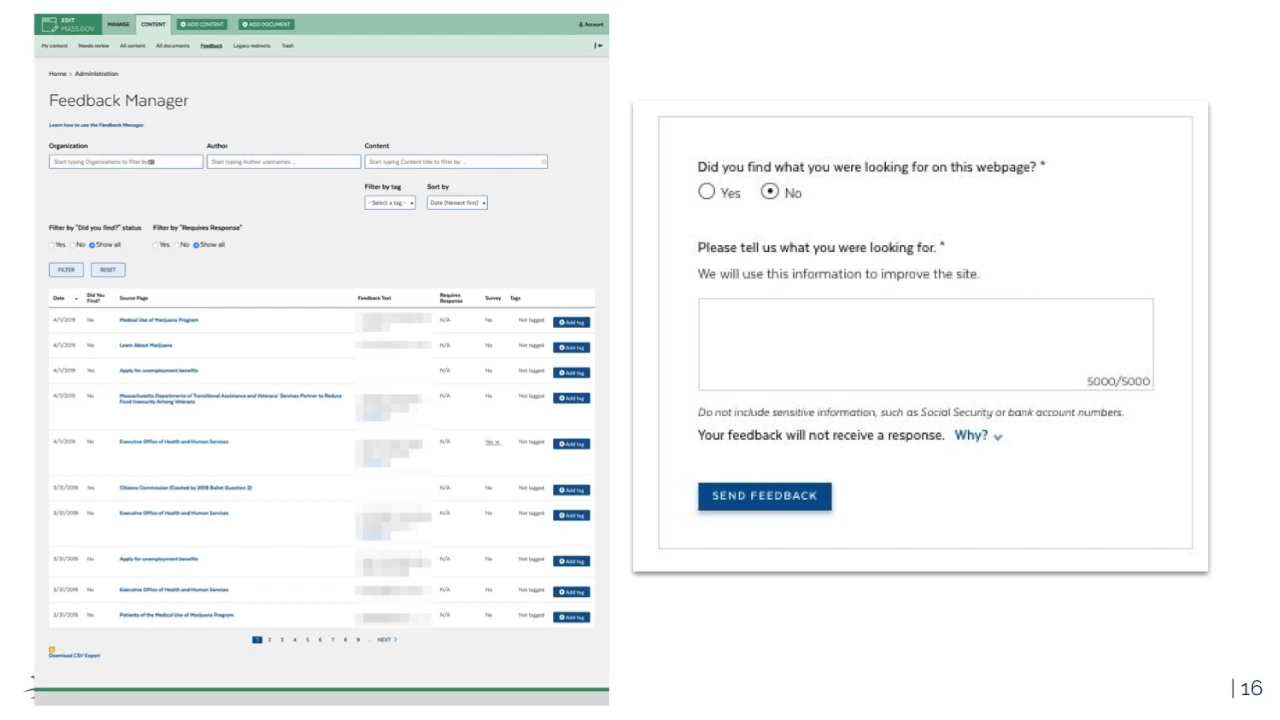 EDIT
MASS.GOV
MANAGE CONTENT ADD CONTENT ADD DOCUMENT Account
My content Needs review All content All documents Feedback Legacy redirects Trash
Home > Administration
Feedback Manager
Learn how to use the Feedback Manager.
Organization Author Content
Start typing Organizations to filter by Start typing Author usernames ... Start typing Content title to filter by ...
Filter by tag Sort by
- Select a tag - Date (Newest first)
Filter by "Did you find?" status Filter by "Requires Response"
Yes No Show all Yes No Show all
FILTER RESET
Date Did You Find? Source Page Feedback Text Requires Response Survey Tags
4/1/2019 No Medical Use of Marijuana Program N/A No Not tagged Add tag
4/1/2019 No Learn About Marijuana N/A No Not tagged Add tag
4/1/2019 Yes Apply for unemployment benefits N/A No Not tagged Add tag
4/1/2019 No Massachusetts Departments of Transitional Assistance and Veterans' Services Partner to Reduce N/A No Not tagged Add tag
Food Insecurity Among Veterans
4/1/2019 No Executive Office of Health and Human Services N/A Yes Not tagged Add tag
3/31/2019 Yes Citizens Commission (Created by 2018 Ballot Question 2) N/A No Not tagged Add tag
3/31/2019 No Executive Office of Health and Human Services N/A No Not tagged Add tag
3/31/2019 No Apply for unemployment benefits N/A No Not tagged Add tag
3/31/2019 No Executive Office of Health and Human Services N/A No Not tagged Add tag
3/31/2019 No Patients of the Medical Use of Marijuana Program N/A No Not tagged Add tag
1 2 3 4 5 6 7 8 9 ... NEXT >
Download CSV Export
Did you find what you were looking for on this webpage? *
Yes No
Please tell us what you were looking for. *
We will use this information to improve the site.
5000/5000
Do not include sensitive information, such as Social Security or bank account numbers.
Your feedback will not receive a response. Why?
SEND FEEDBACK
| 16